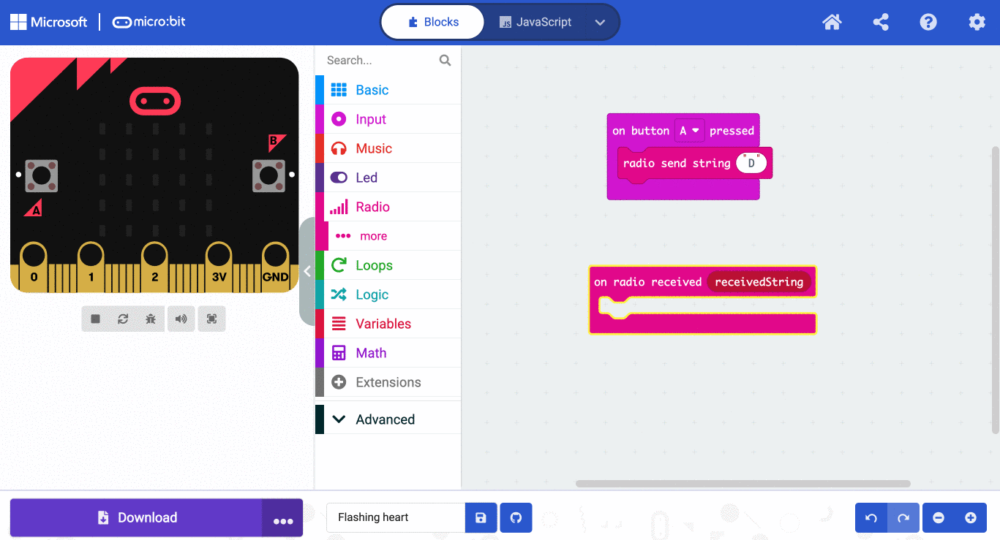 Microsoft micro:bit
Blocks
JavaScript
Search...
Basic
Input
Music
Led
Radio
more
Loops
Logic
Variables
Math
Extensions
Advanced
B
A
0 1 2 3V GND
on button A pressed
radio send string "D"
on radio received receivedString
Download
Flashing heart